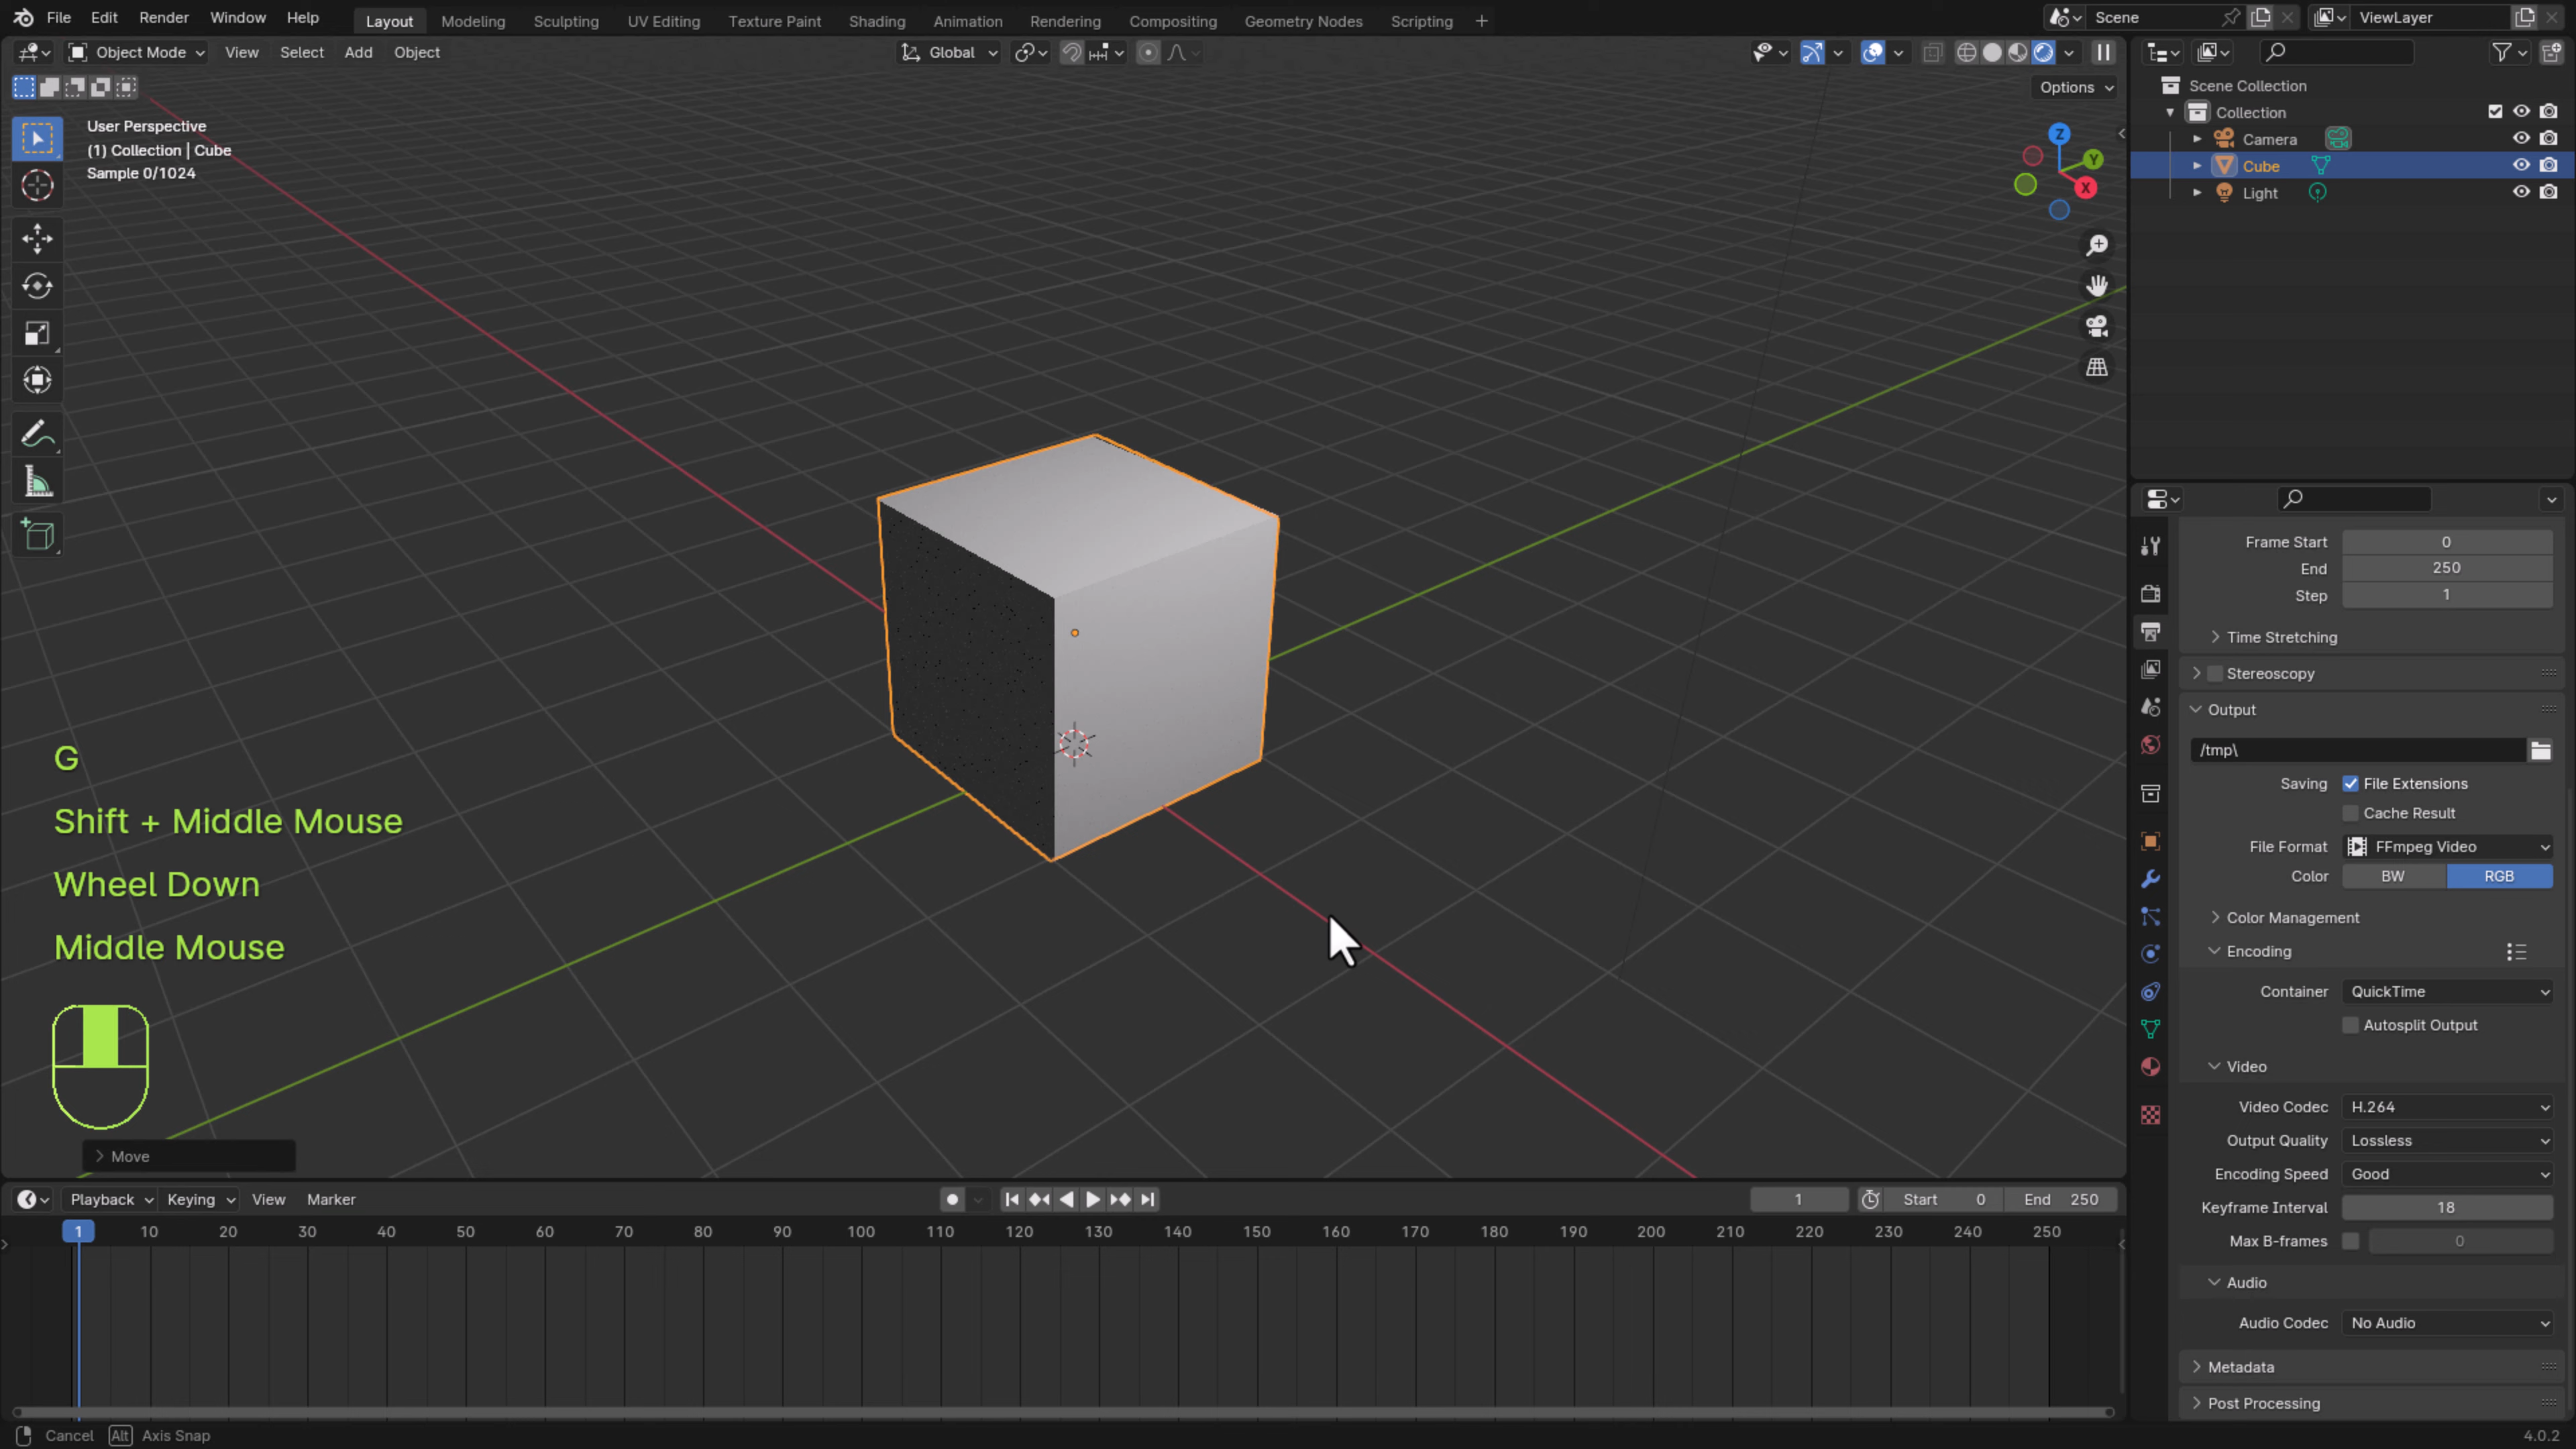 File Edit Render Window Help Layout Modeling Sculpting UV Editing Texture Paint Shading Animation Rendering Compositing Geometry Nodes Scripting + Scene ViewLayer
Object Mode View Select Add Object Global
Options
User Perspective
(1) Collection | Cube
Sample 0/1024
Z
Y
X
Scene Collection
Collection
Camera
Cube
Light
Frame Start 0
End 250
Step 1
Time Stretching
Stereoscopy
Output
/tmp\
Saving File Extensions
Cache Result
File Format FFmpeg Video
Color BW RGB
Color Management
Encoding
Container QuickTime
Autosplit Output
Video
Video Codec H.264
Output Quality Lossless
Encoding Speed Good
Keyframe Interval 18
Max B-frames 0
Audio
Audio Codec No Audio
Metadata
Post Processing
G
Shift + Middle Mouse
Wheel Down
Middle Mouse
Move
Playback Keying View Marker 1 Start 0 End 250
1 10 20 30 40 50 60 70 80 90 100 110 120 130 140 150 160 170 180 190 200 210 220 230 240 250
Cancel Alt Axis Snap 4.0.2